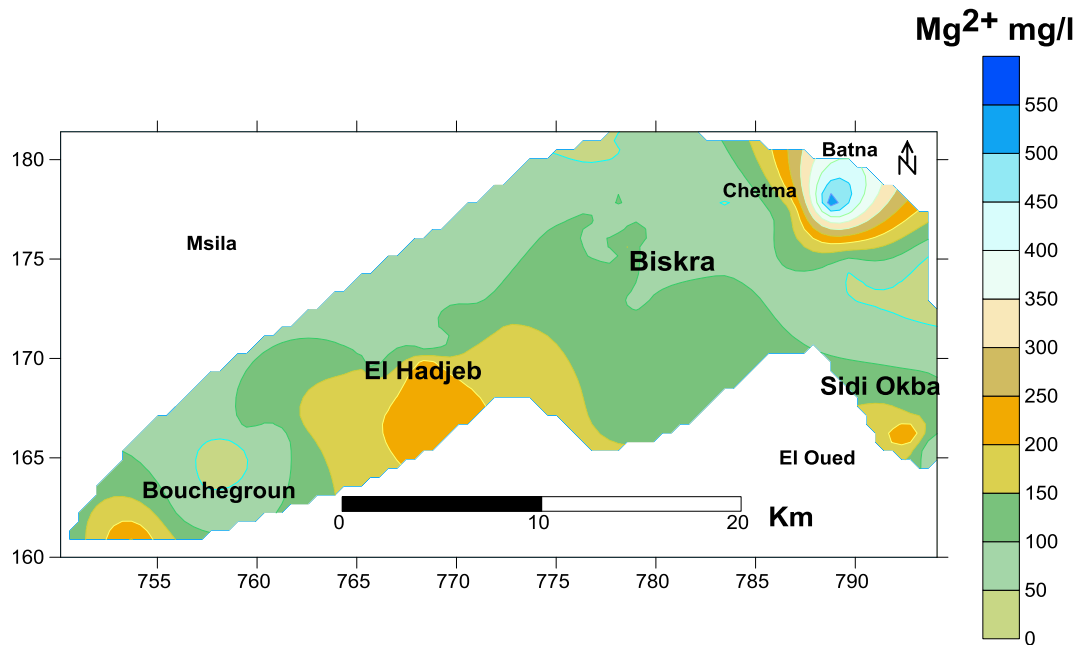 Mg2+ mg/l
550
500
450
400
350
300
250
200
150
100
50
0
180
175
170
165
160
Batna
N
Chetma
Msila
Biskra
El Hadjeb
Sidi Okba
El Oued
Bouchegroun
0 10 20 Km
755 760 765 770 775 780 785 790